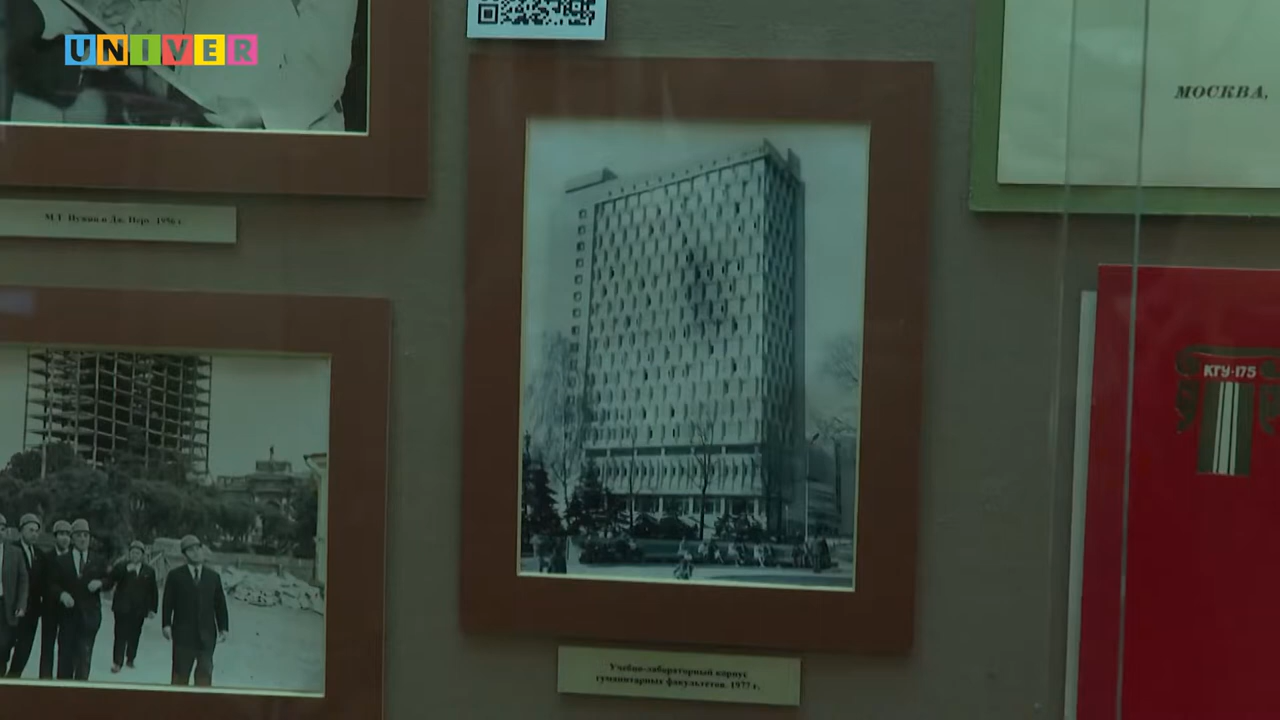 UNIVER
МОСКВА,
М.Т. Нужин и Дж. Неру. 1956 г.
КГУ-175
Учебно-лабораторный корпус
гуманитарных факультетов. 1977 г.